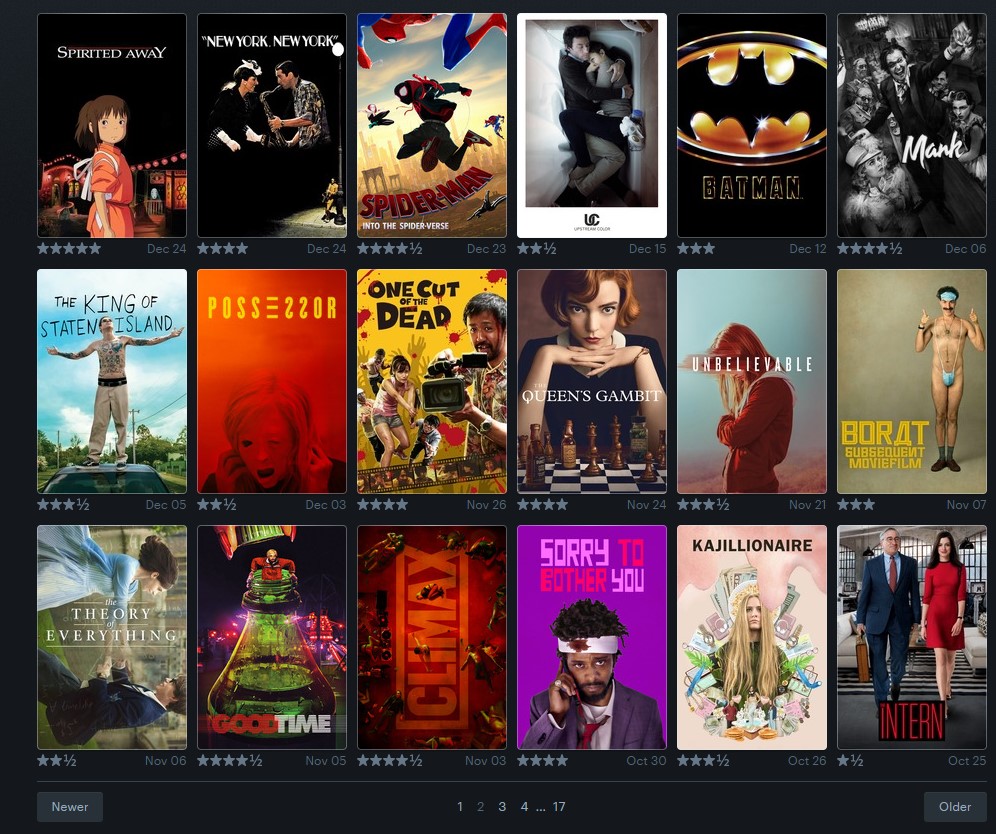 SPIRITED AWAY
"NEW YORK, NEW YORK"
SPIDER-MAN
INTO THE SPIDER-VERSE
UC
UPSTREAM COLOR
BATMAN
Mank
★★★★★ Dec 24
★★★★ Dec 24
★★★★½ Dec 23
★★½ Dec 15
★★★ Dec 12
★★★★½ Dec 06
THE KING OF
STATEN ISLAND
POSSESSOR
ONE CUT
OF THE
DEAD
THE
QUEEN'S GAMBIT
UNBELIEVABLE
BORAT
SUBSEQUENT
MOVIEFILM
★★★½ Dec 05
★★½ Dec 03
★★★★ Nov 26
★★★★ Nov 24
★★★½ Nov 21
★★★ Nov 07
the
THEORY
of
EVERYTHING
GOODTIME
CLIMAX
SORRY TO
BOTHER YOU
KAJILLIONAIRE
INTERN
★★½ Nov 06
★★★★½ Nov 05
★★★★½ Nov 03
★★★★ Oct 30
★★★½ Oct 26
★½ Oct 25
Newer
1 2 3 4 … 17
Older